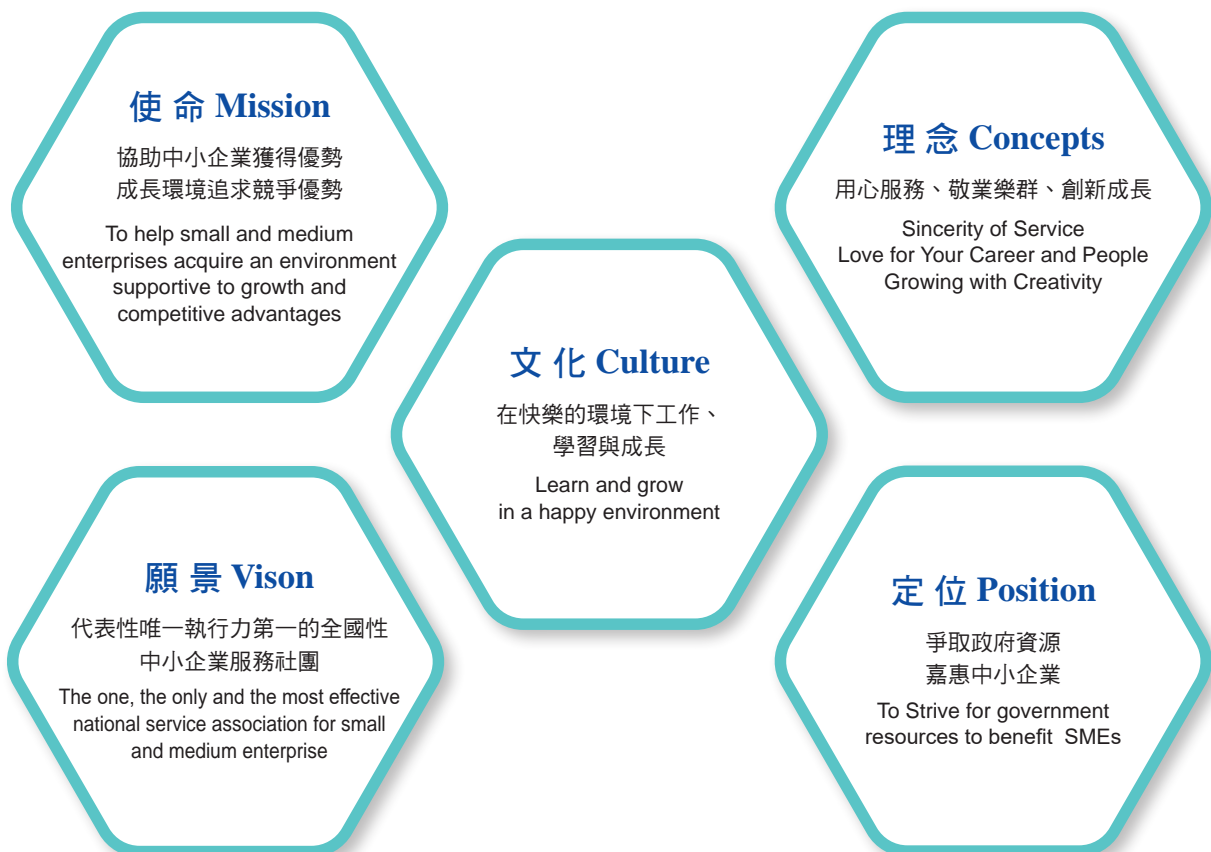 使命 Mission
協助中小企業獲得優勢
成長環境追求競爭優勢
To help small and medium
enterprises acquire an environment
supportive to growth and
competitive advantages
理念 Concepts
用心服務、敬業樂群、創新成長
Sincerity of Service
Love for Your Career and People
Growing with Creativity
文化 Culture
在快樂的環境下工作、
學習與成長
Learn and grow
in a happy environment
願景 Vison
代表性唯一執行力第一的全國性
中小企業服務社團
The one, the only and the most effective
national service association for small
and medium enterprise
定位 Position
爭取政府資源
嘉惠中小企業
To Strive for government
resources to benefit SMEs